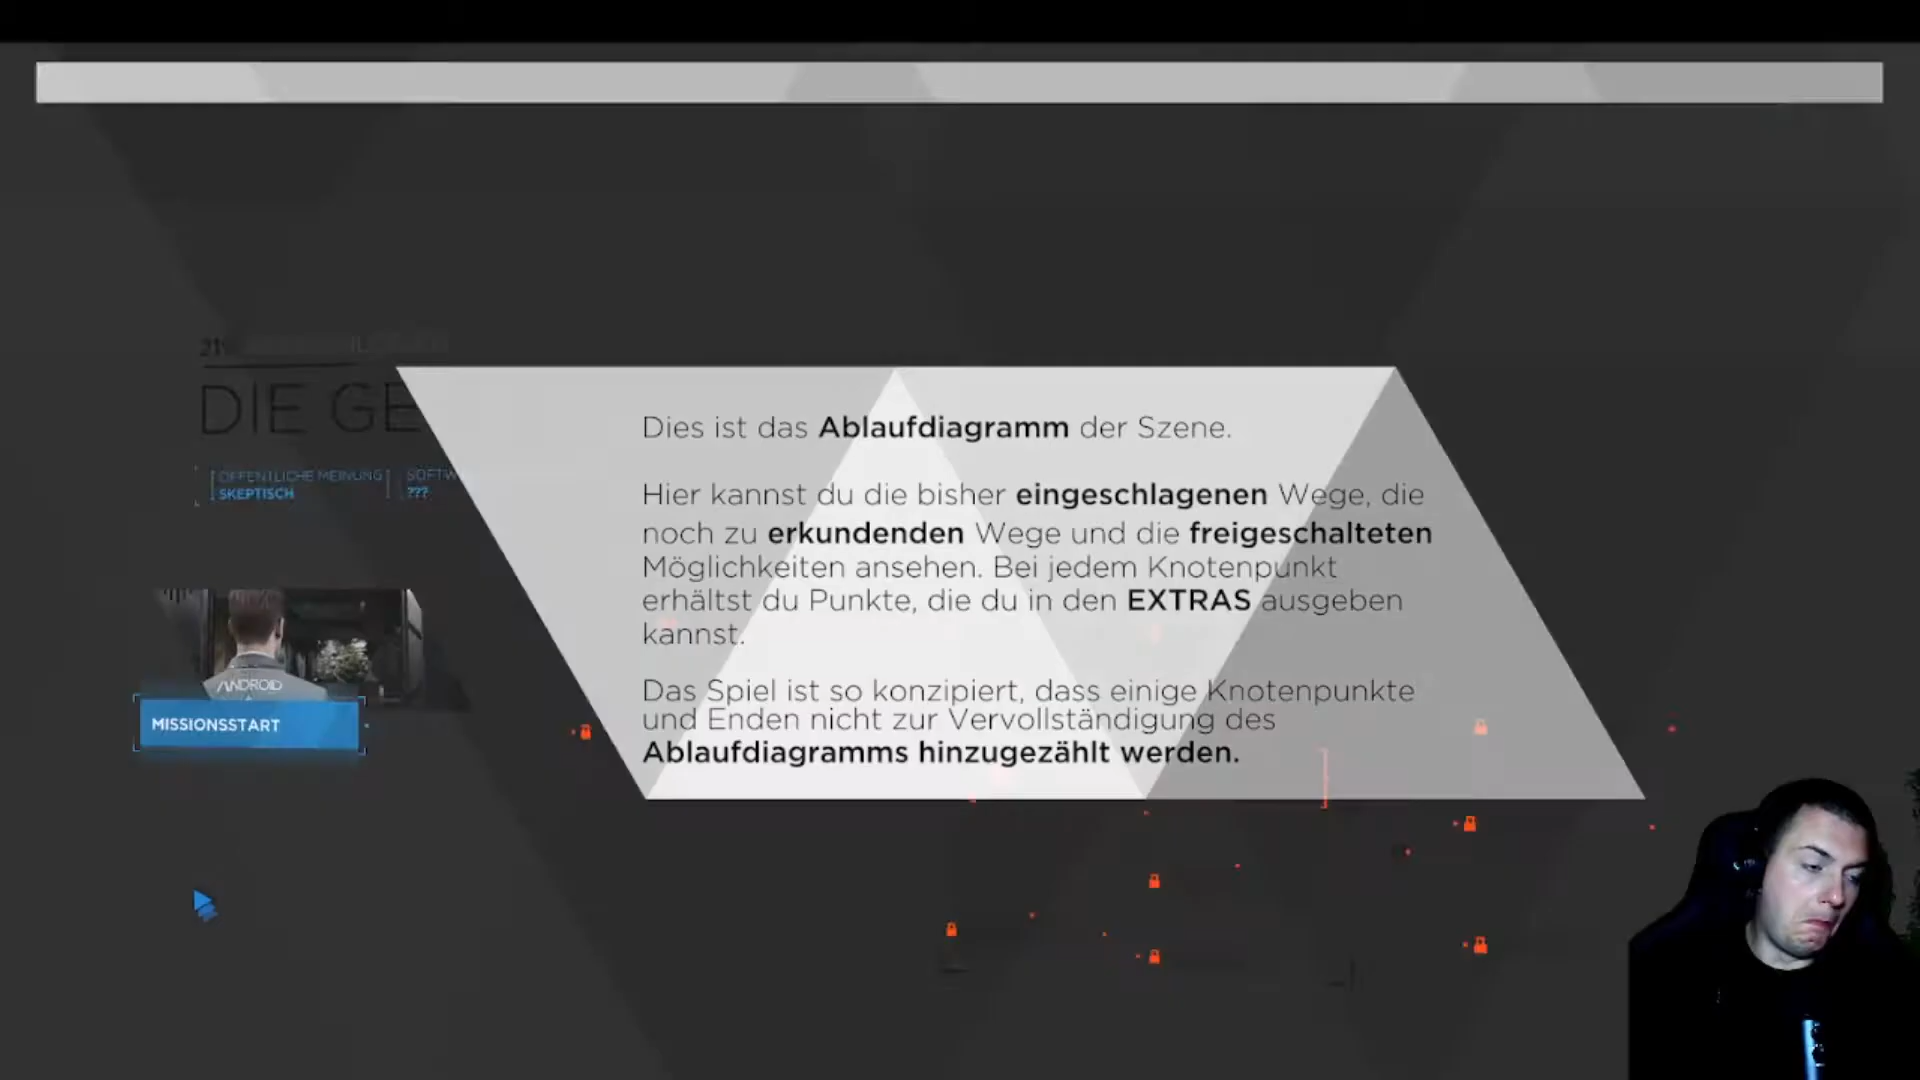 DIE GE
ÖFFENTLICHE MEINUNG
SKEPTISCH
SOFTW
???
ANDROID
MISSIONSSTART
Dies ist das Ablaufdiagramm der Szene.
Hier kannst du die bisher eingeschlagenen Wege, die
noch zu erkundenden Wege und die freigeschalteten
Möglichkeiten ansehen. Bei jedem Knotenpunkt
erhältst du Punkte, die du in den EXTRAS ausgeben
kannst.
Das Spiel ist so konzipiert, dass einige Knotenpunkte
und Enden nicht zur Vervollständigung des
Ablaufdiagramms hinzugezählt werden.